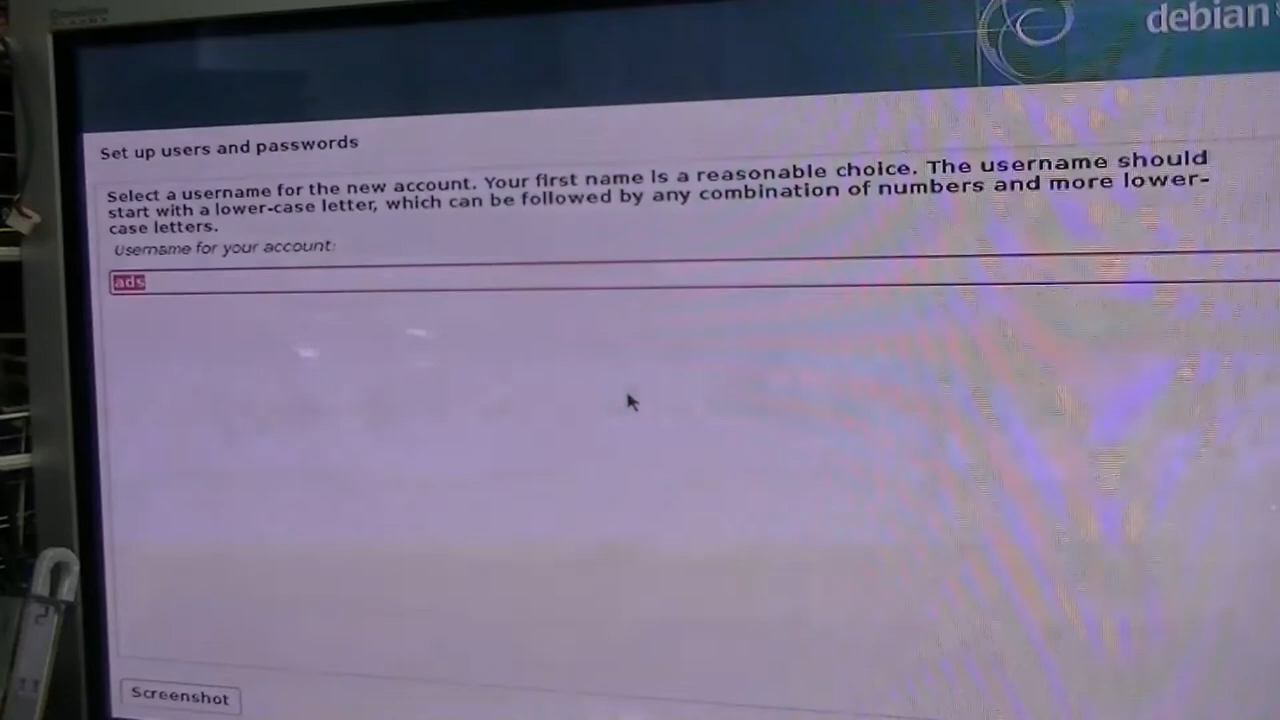 debian
Set up users and passwords
Select a username for the new account. Your first name is a reasonable choice. The username should
start with a lower-case letter, which can be followed by any combination of numbers and more lower-
case letters.
Username for your account:
ads
Screenshot